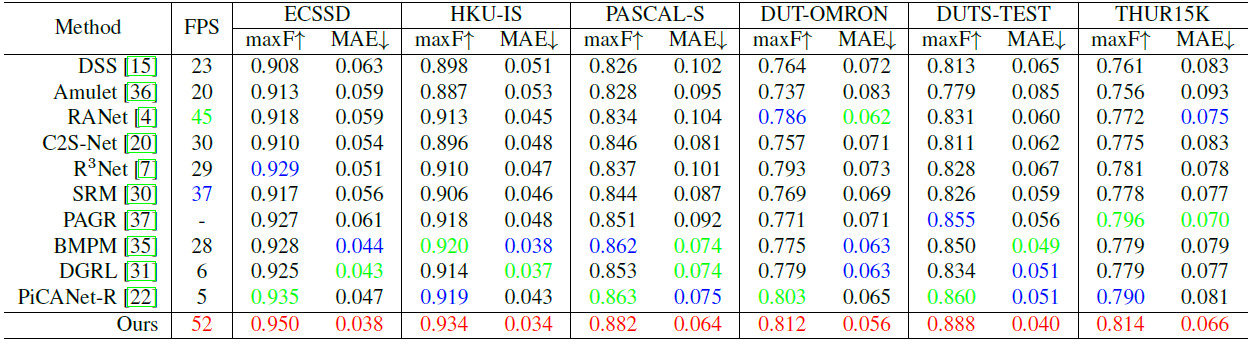 Method FPS ECSSD HKU-IS PASCAL-S DUT-OMRON DUTS-TEST THUR15K
maxF↑ MAE↓ maxF↑ MAE↓ maxF↑ MAE↓ maxF↑ MAE↓ maxF↑ MAE↓ maxF↑ MAE↓
DSS [15] 23 0.908 0.063 0.898 0.051 0.826 0.102 0.764 0.072 0.813 0.065 0.761 0.083
Amulet [36] 20 0.913 0.059 0.887 0.053 0.828 0.095 0.737 0.083 0.779 0.085 0.756 0.093
RANet [4] 45 0.918 0.059 0.913 0.045 0.834 0.104 0.786 0.062 0.831 0.060 0.772 0.075
C2S-Net [20] 30 0.910 0.054 0.896 0.048 0.846 0.081 0.757 0.071 0.811 0.062 0.775 0.083
R³Net [7] 29 0.929 0.051 0.910 0.047 0.837 0.101 0.793 0.073 0.828 0.067 0.781 0.078
SRM [30] 37 0.917 0.056 0.906 0.046 0.844 0.087 0.769 0.069 0.826 0.059 0.778 0.077
PAGR [37] - 0.927 0.061 0.918 0.048 0.851 0.092 0.771 0.071 0.855 0.056 0.796 0.070
BMPM [35] 28 0.928 0.044 0.920 0.038 0.862 0.074 0.775 0.063 0.850 0.049 0.779 0.079
DGRL [31] 6 0.925 0.043 0.914 0.037 0.853 0.074 0.779 0.063 0.834 0.051 0.779 0.077
PiCANet-R [22] 5 0.935 0.047 0.919 0.043 0.863 0.075 0.803 0.065 0.860 0.051 0.790 0.081
Ours 52 0.950 0.038 0.934 0.034 0.882 0.064 0.812 0.056 0.888 0.040 0.814 0.066